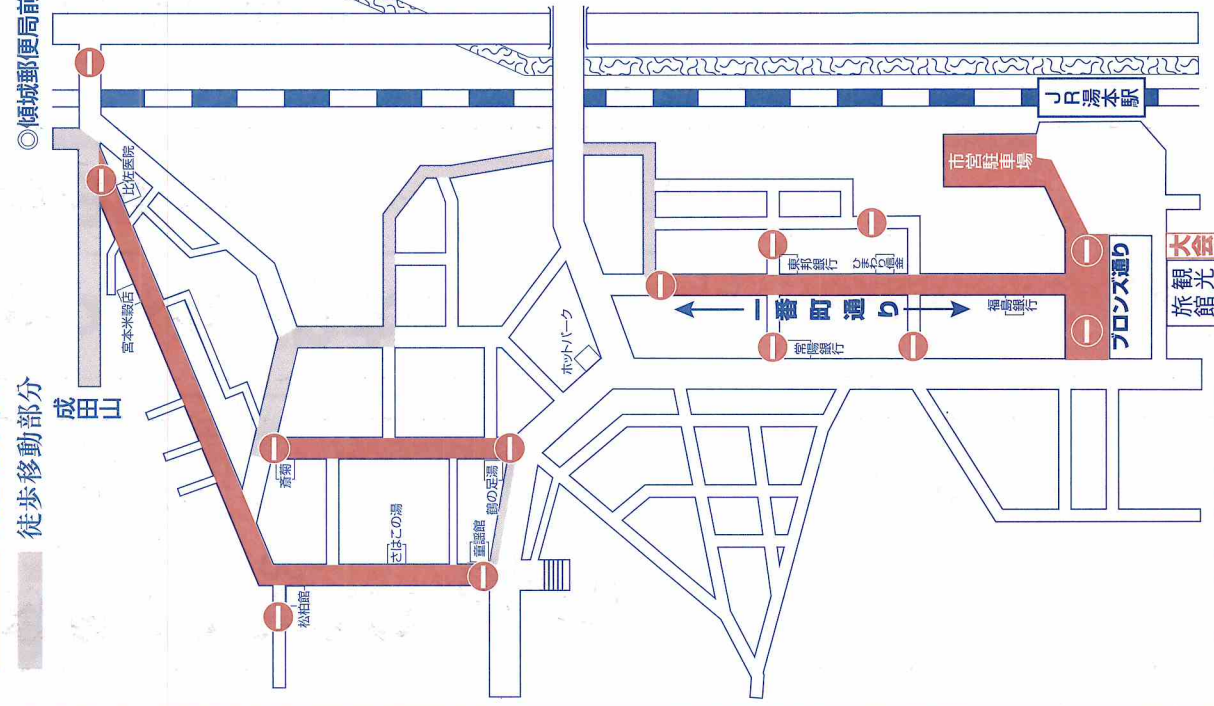 ◎傾城郵便局前
徒歩移動部分
成田山
比佐医院
宮本米穀店
斎菊
松柏館
さはこの湯
鶴の足湯
童謡館
ホットパーク
JR湯本駅
市営駐車場
東邦銀行
ひまわり信金
一番町通り
常陽銀行
福島銀行
ブロンズ通り
大会
観光
旅館